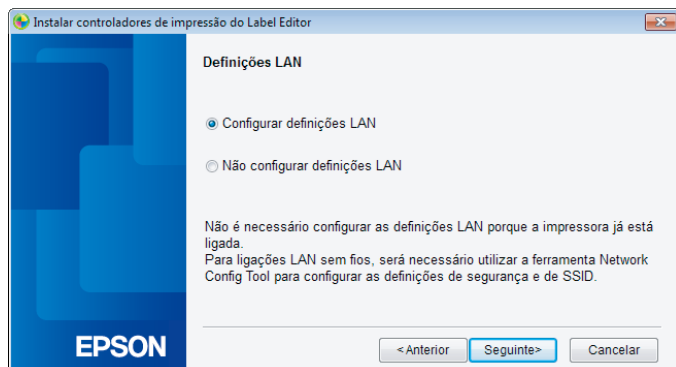 Instalar controladores de impressão do Label Editor
Definições LAN
Configurar definições LAN
Não configurar definições LAN
Não é necessário configurar as definições LAN porque a impressora já está
ligada.
Para ligações LAN sem fios, será necessário utilizar a ferramenta Network
Config Tool para configurar as definições de segurança e de SSID.
EPSON
<Anterior
Seguinte>
Cancelar